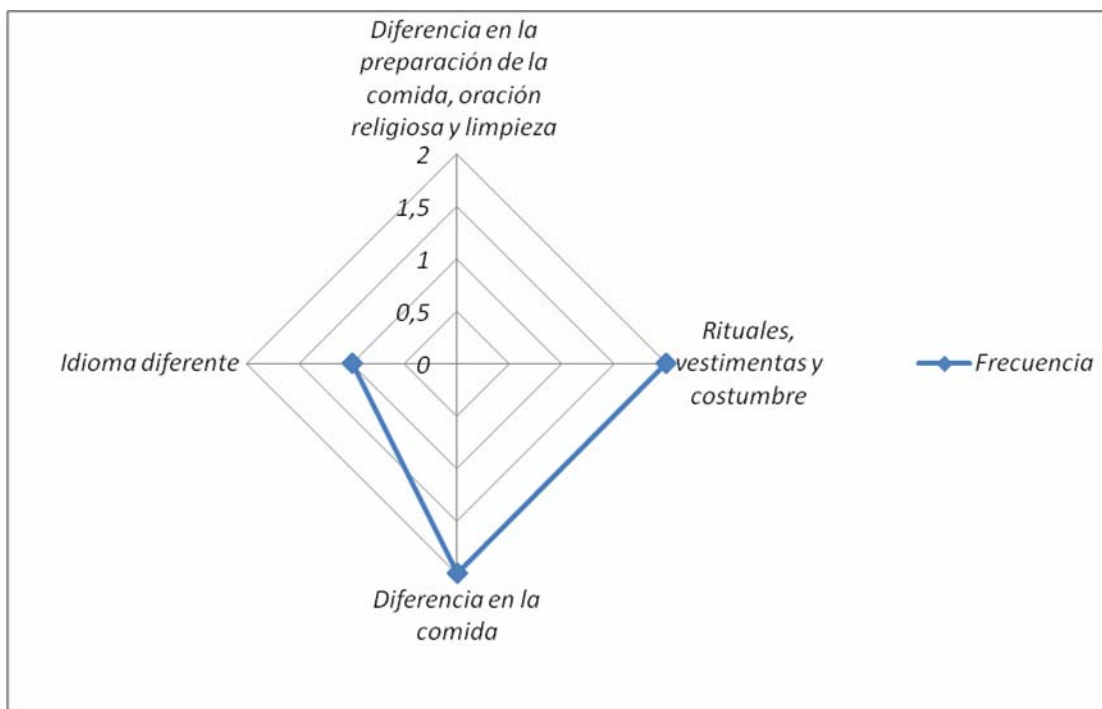 Diferencia en la
preparación de la
comida, oración
religiosa y limpieza
2
1,5
1
0,5
0
Idioma diferente
Rituales,
vestimentas y
costumbre
Frecuencia
Diferencia en la
comida